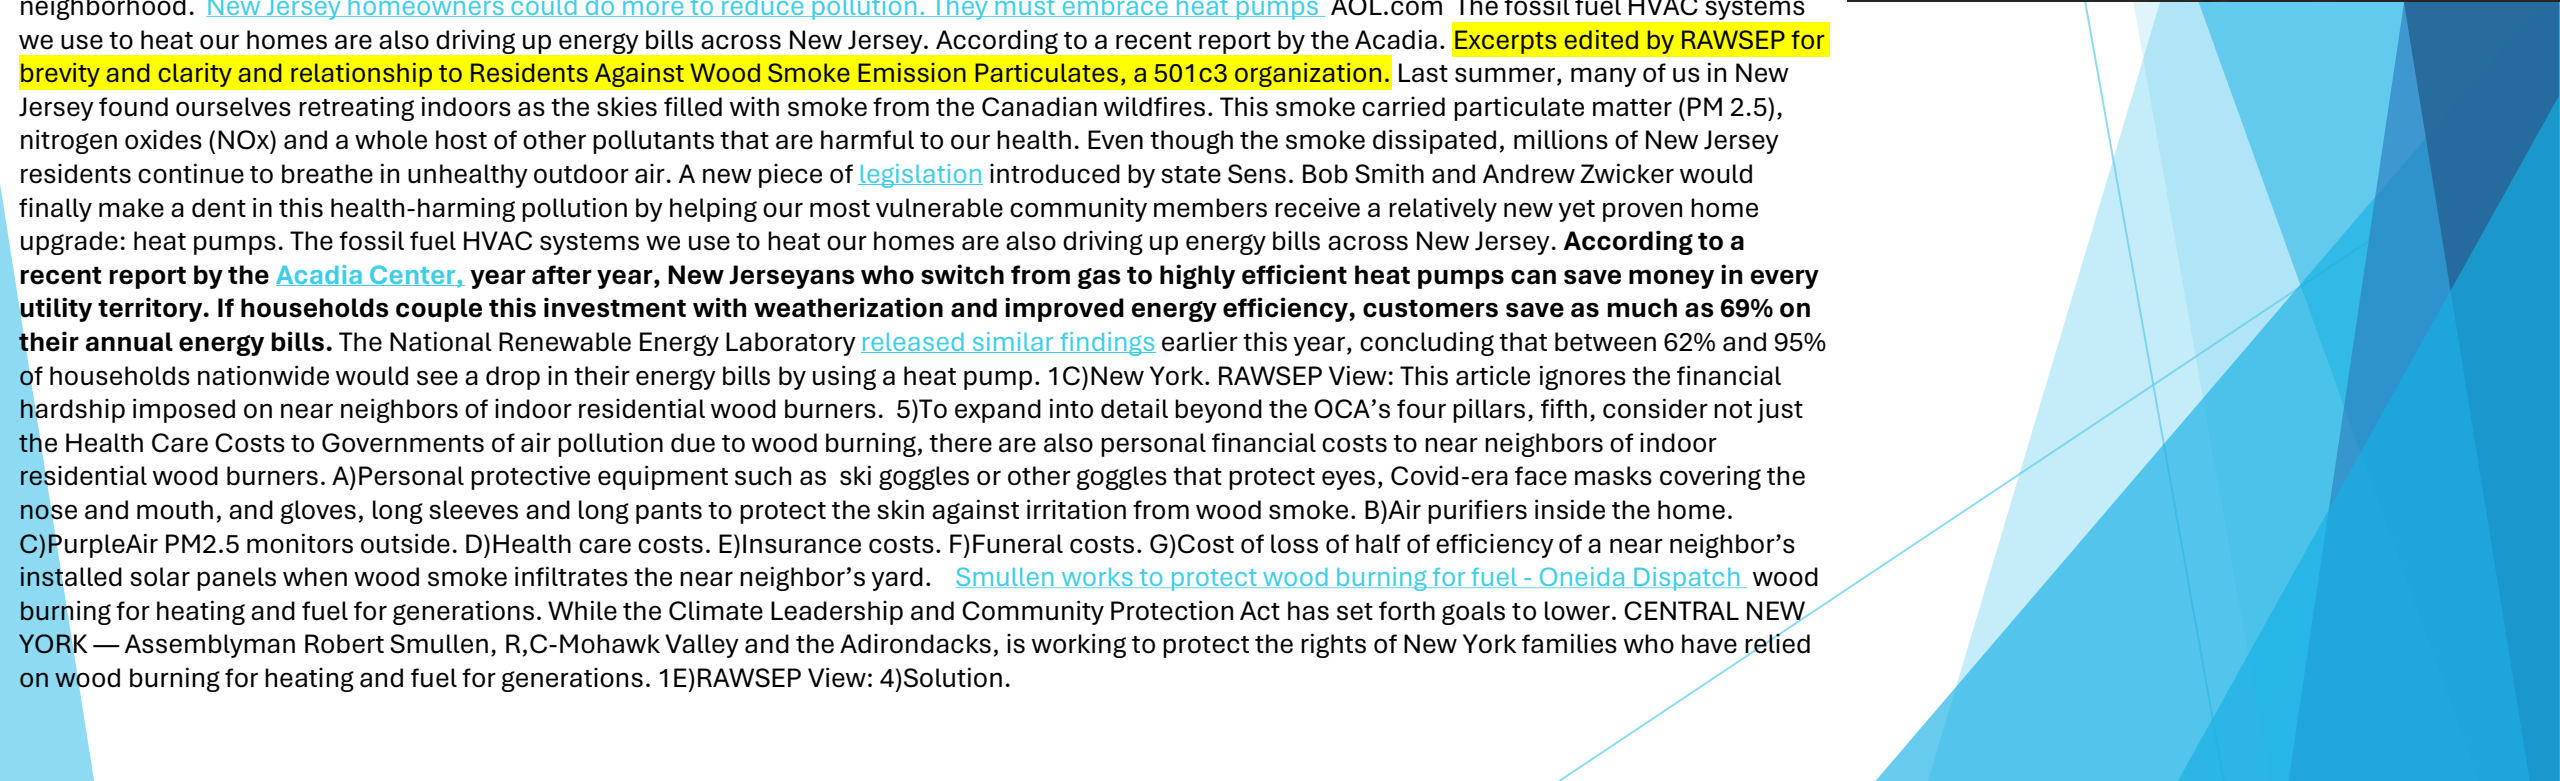 neighborhood.  New Jersey homeowners could do more to reduce pollution. They must embrace heat pumps  AOL.com  The fossil fuel HVAC systems
we use to heat our homes are also driving up energy bills across New Jersey. According to a recent report by the Acadia. Excerpts edited by RAWSEP for
brevity and clarity and relationship to Residents Against Wood Smoke Emission Particulates, a 501c3 organization. Last summer, many of us in New
Jersey found ourselves retreating indoors as the skies filled with smoke from the Canadian wildfires. This smoke carried particulate matter (PM 2.5),
nitrogen oxides (NOx) and a whole host of other pollutants that are harmful to our health. Even though the smoke dissipated, millions of New Jersey
residents continue to breathe in unhealthy outdoor air. A new piece of legislation introduced by state Sens. Bob Smith and Andrew Zwicker would
finally make a dent in this health-harming pollution by helping our most vulnerable community members receive a relatively new yet proven home
upgrade: heat pumps. The fossil fuel HVAC systems we use to heat our homes are also driving up energy bills across New Jersey. According to a
recent report by the Acadia Center, year after year, New Jerseyans who switch from gas to highly efficient heat pumps can save money in every
utility territory. If households couple this investment with weatherization and improved energy efficiency, customers save as much as 69% on
their annual energy bills. The National Renewable Energy Laboratory released similar findings earlier this year, concluding that between 62% and 95%
of households nationwide would see a drop in their energy bills by using a heat pump. 1C)New York. RAWSEP View: This article ignores the financial
hardship imposed on near neighbors of indoor residential wood burners.  5)To expand into detail beyond the OCA's four pillars, fifth, consider not just
the Health Care Costs to Governments of air pollution due to wood burning, there are also personal financial costs to near neighbors of indoor
residential wood burners. A)Personal protective equipment such as  ski goggles or other goggles that protect eyes, Covid-era face masks covering the
nose and mouth, and gloves, long sleeves and long pants to protect the skin against irritation from wood smoke. B)Air purifiers inside the home.
C)PurpleAir PM2.5 monitors outside. D)Health care costs. E)Insurance costs. F)Funeral costs. G)Cost of loss of half of efficiency of a near neighbor's
installed solar panels when wood smoke infiltrates the near neighbor's yard.   Smullen works to protect wood burning for fuel - Oneida Dispatch  wood
burning for heating and fuel for generations. While the Climate Leadership and Community Protection Act has set forth goals to lower. CENTRAL NEW
YORK — Assemblyman Robert Smullen, R,C-Mohawk Valley and the Adirondacks, is working to protect the rights of New York families who have relied
on wood burning for heating and fuel for generations. 1E)RAWSEP View: 4)Solution.